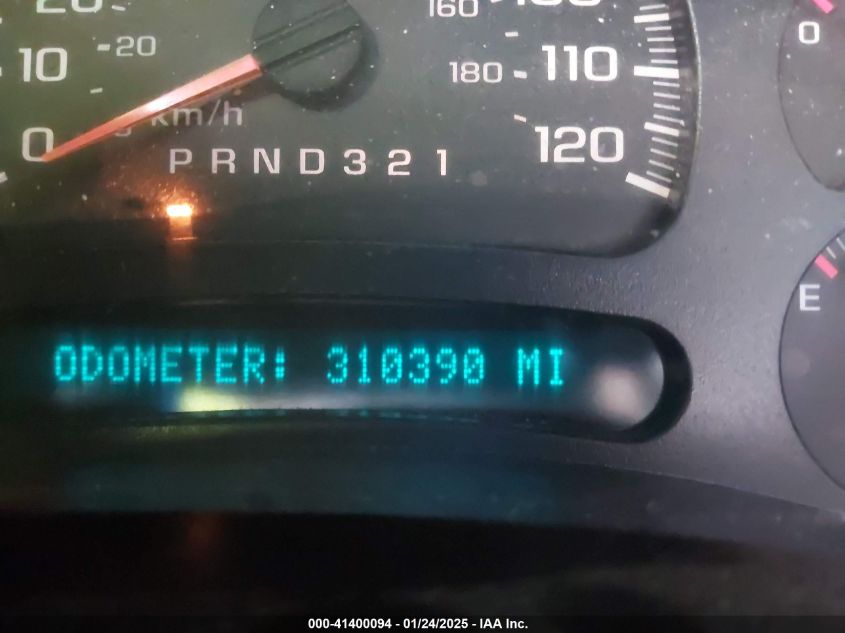 160
10 20 180 110 0
km/h
0 120
P R N D 3 2 1
E
ODOMETER: 310390 MI
000-41400094 - 01/24/2025 - IAA Inc.